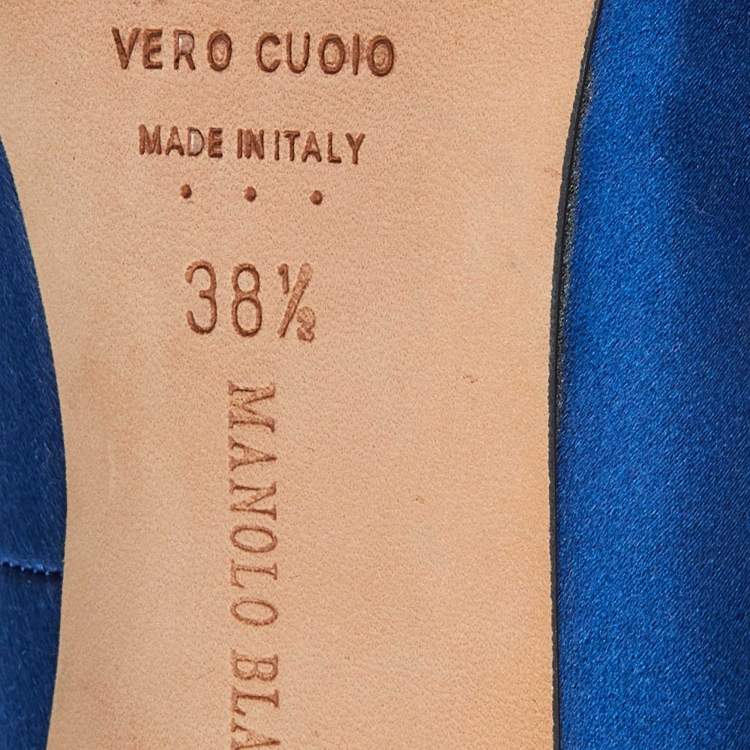 VERO CUOIO
MADE IN ITALY
38½
MANOLO BLA